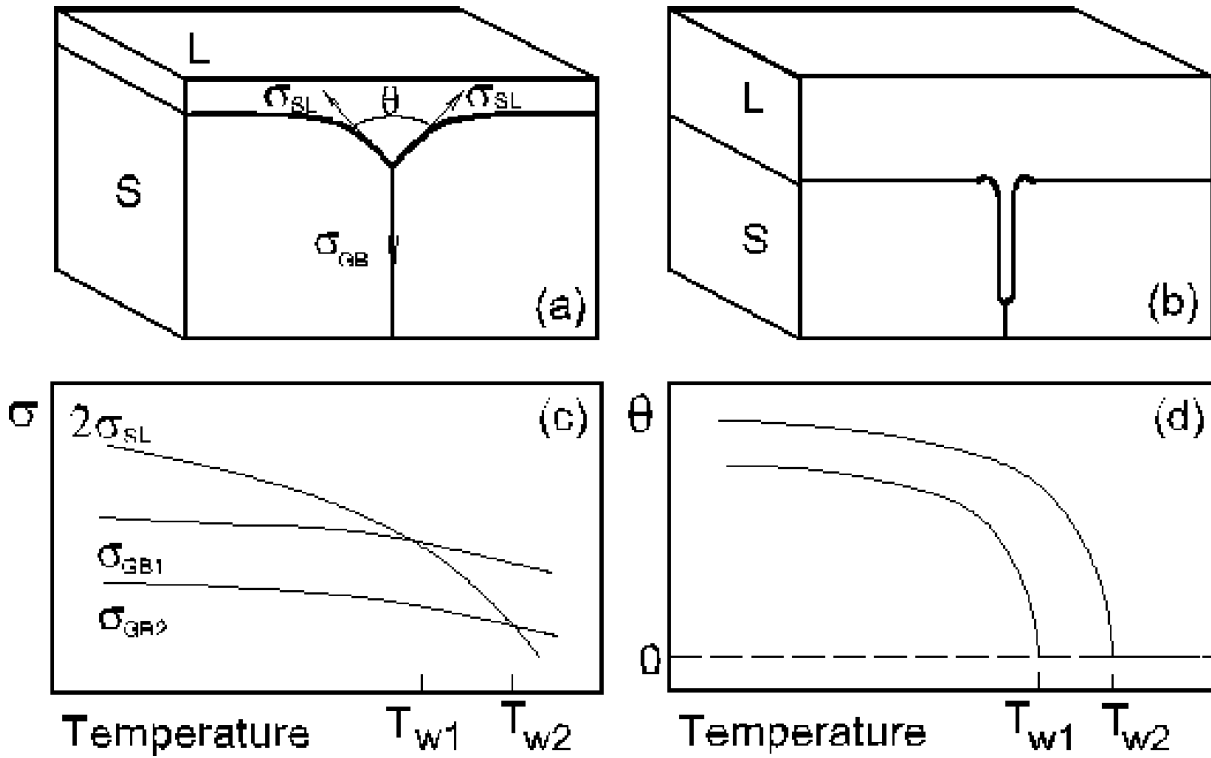 L
σSL θ σSL
S
σGB
(a)
L
S
(b)
σ
2σSL
(c)
σGB1
σGB2
Temperature Tw1 Tw2
θ
(d)
0
Temperature Tw1 Tw2